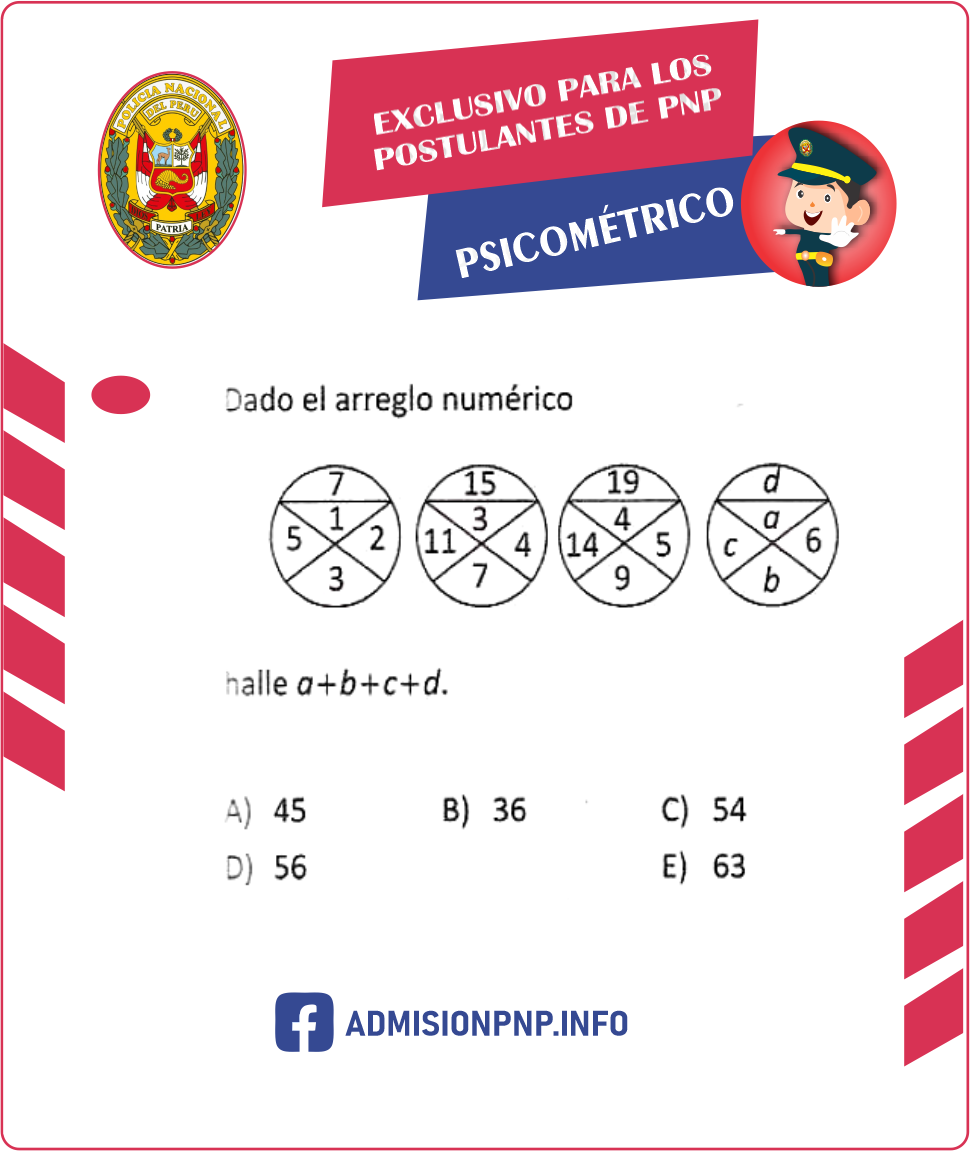 EXCLUSIVO PARA LOS
POSTULANTES DE PNP
PSICOMÉTRICO
POLICIA NACIONAL
DEL PERU
DIOS
LEY
PATRIA
Dado el arreglo numérico
7
1
5
2
3
15
3
11
4
7
19
4
14
5
9
d
a
c
6
b
halle a+b+c+d.
A) 45 B) 36 C) 54
D) 56 E) 63
ADMISIONPNP.INFO